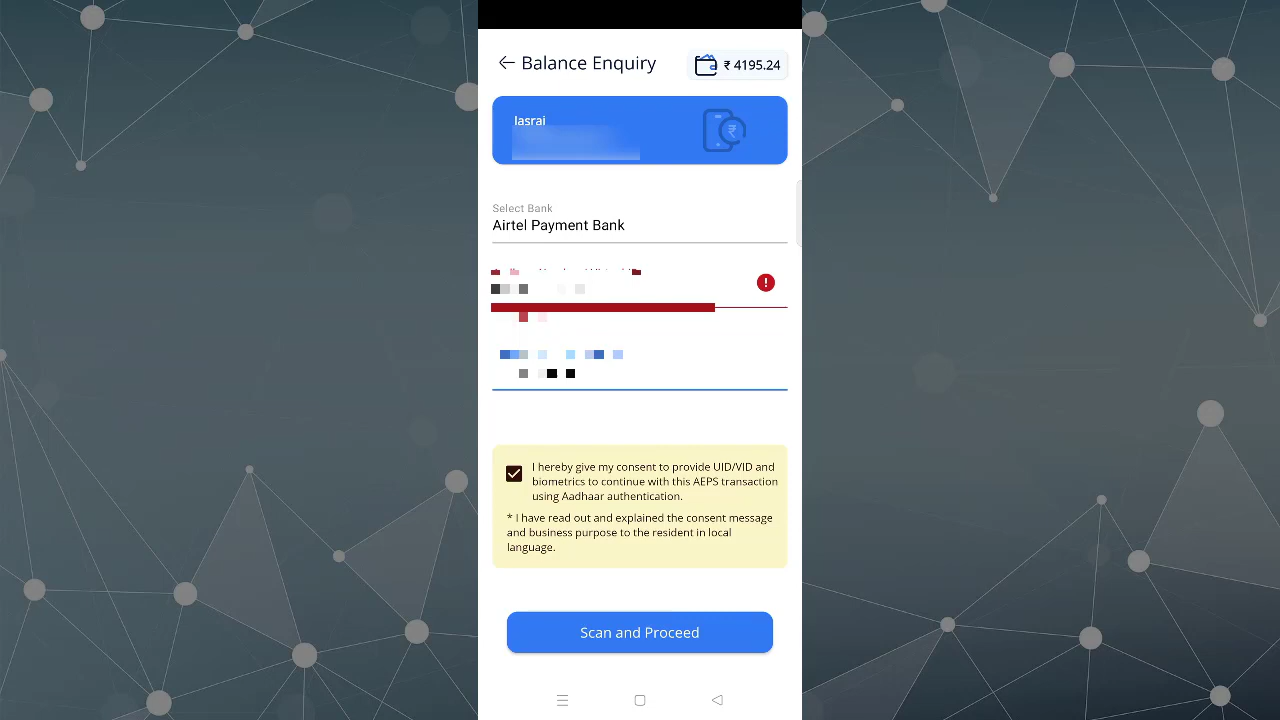 Balance Enquiry
₹ 4195.24
lasrai
Select Bank
Airtel Payment Bank
I hereby give my consent to provide UID/VID and
biometrics to continue with this AEPS transaction
using Aadhaar authentication.
* I have read out and explained the consent message
and business purpose to the resident in local
language.
Scan and Proceed